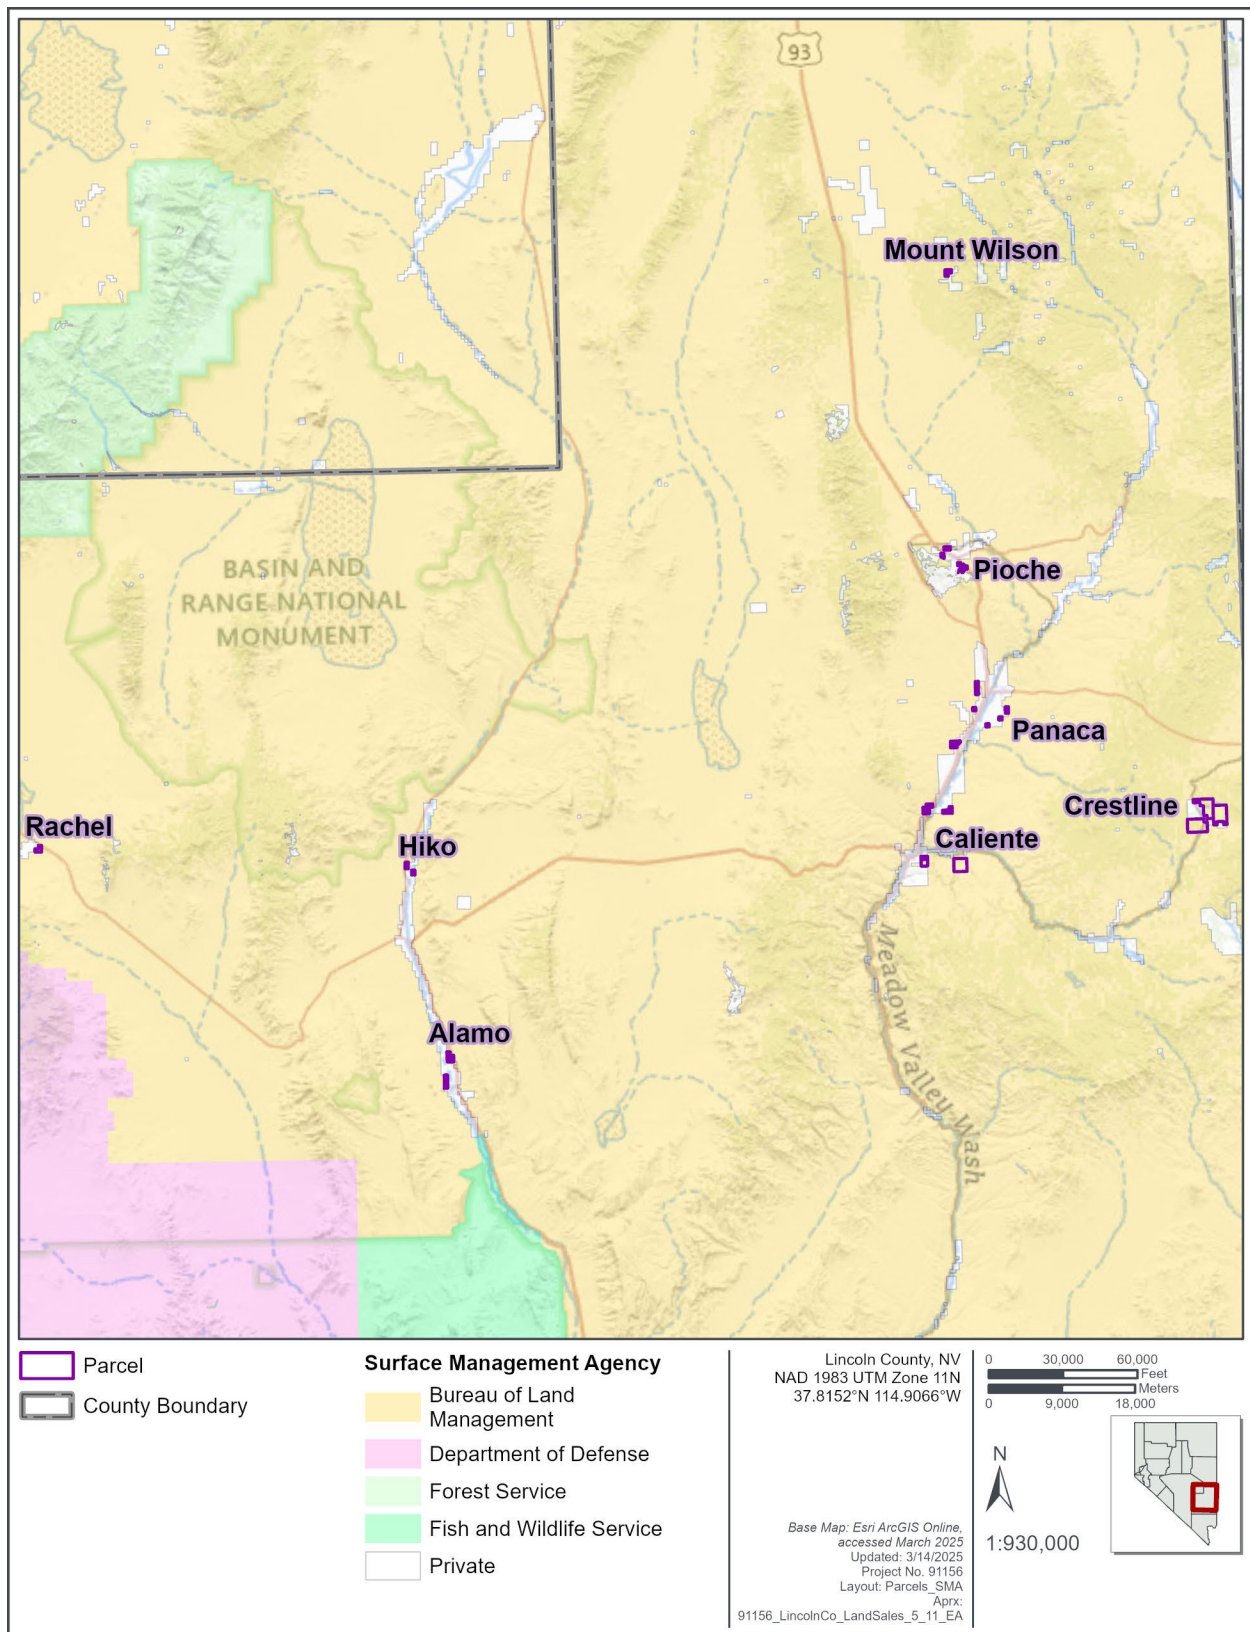 93
Mount Wilson
Pioche
BASIN AND
RANGE NATIONAL
MONUMENT
Panaca
Crestline
Rachel
Hiko
Caliente
Meadow Valley Wash
Alamo
Parcel
County Boundary
Surface Management Agency
Bureau of Land
Management
Department of Defense
Forest Service
Fish and Wildlife Service
Private
Lincoln County, NV
NAD 1983 UTM Zone 11N
37.8152°N 114.9066°W
Base Map: Esri ArcGIS Online,
accessed March 2025
Updated: 3/14/2025
Project No. 91156
Layout: Parcels_SMA
Aprx:
91156_LincolnCo_LandSales_5_11_EA
0 30,000 60,000
Feet
Meters
0 9,000 18,000
N
1:930,000